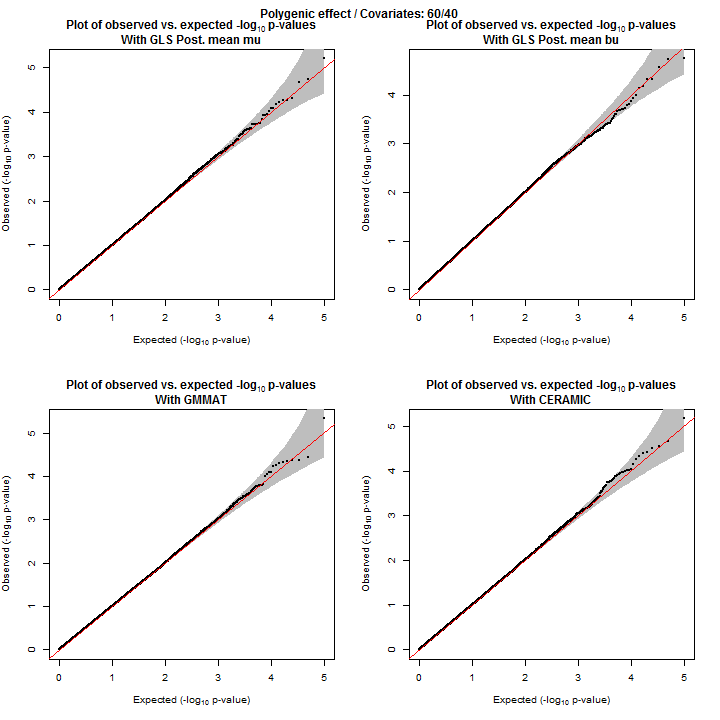 Polygenic effect / Covariates: 60/40
Plot of observed vs. expected -log10 p-values
With GLS Post. mean mu
Observed (-log10 p-value)
5
4
3
2
1
0
0 1 2 3 4 5
Expected (-log10 p-value)
Plot of observed vs. expected -log10 p-values
With GLS Post. mean bu
Observed (-log10 p-value)
5
4
3
2
1
0
0 1 2 3 4 5
Expected (-log10 p-value)
Plot of observed vs. expected -log10 p-values
With GMMAT
Observed (-log10 p-value)
5
4
3
2
1
0
0 1 2 3 4 5
Expected (-log10 p-value)
Plot of observed vs. expected -log10 p-values
With CERAMIC
Observed (-log10 p-value)
5
4
3
2
1
0
0 1 2 3 4 5
Expected (-log10 p-value)